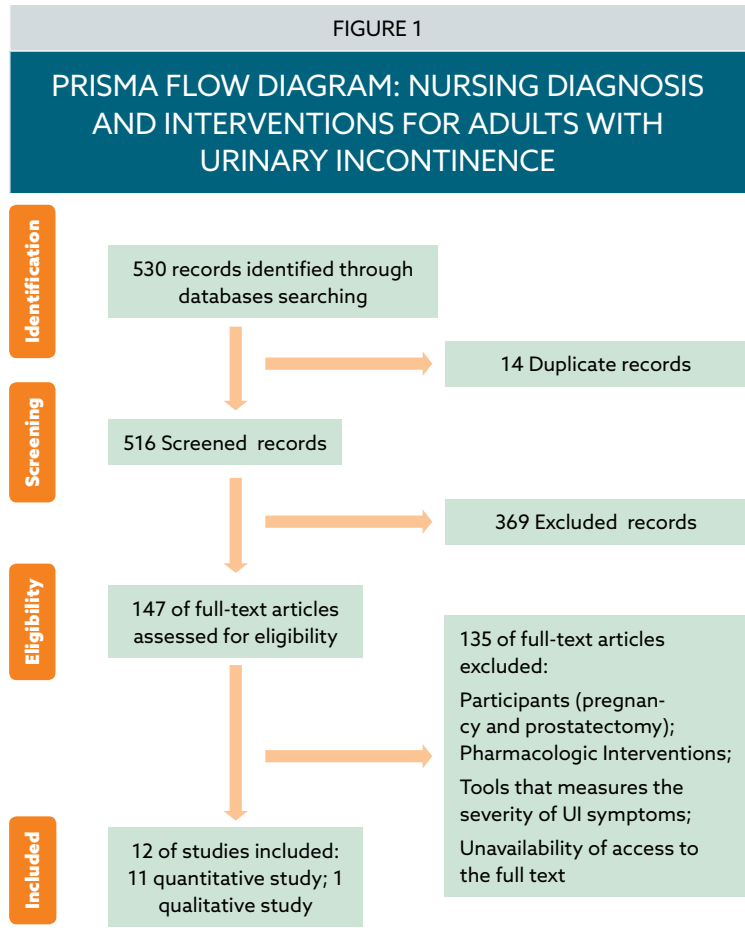 FIGURE 1
PRISMA FLOW DIAGRAM: NURSING DIAGNOSIS
AND INTERVENTIONS FOR ADULTS WITH
URINARY INCONTINENCE
Identification
530 records identified through
databases searching
14 Duplicate records
Screening
516 Screened records
369 Excluded records
Eligibility
147 of full-text articles
assessed for eligibility
135 of full-text articles
excluded:
Participants (pregnan-
cy and prostatectomy);
Pharmacologic Interventions;
Tools that measures the
severity of UI symptoms;
Unavailability of access to
the full text
Included
12 of studies included:
11 quantitative study; 1
qualitative study